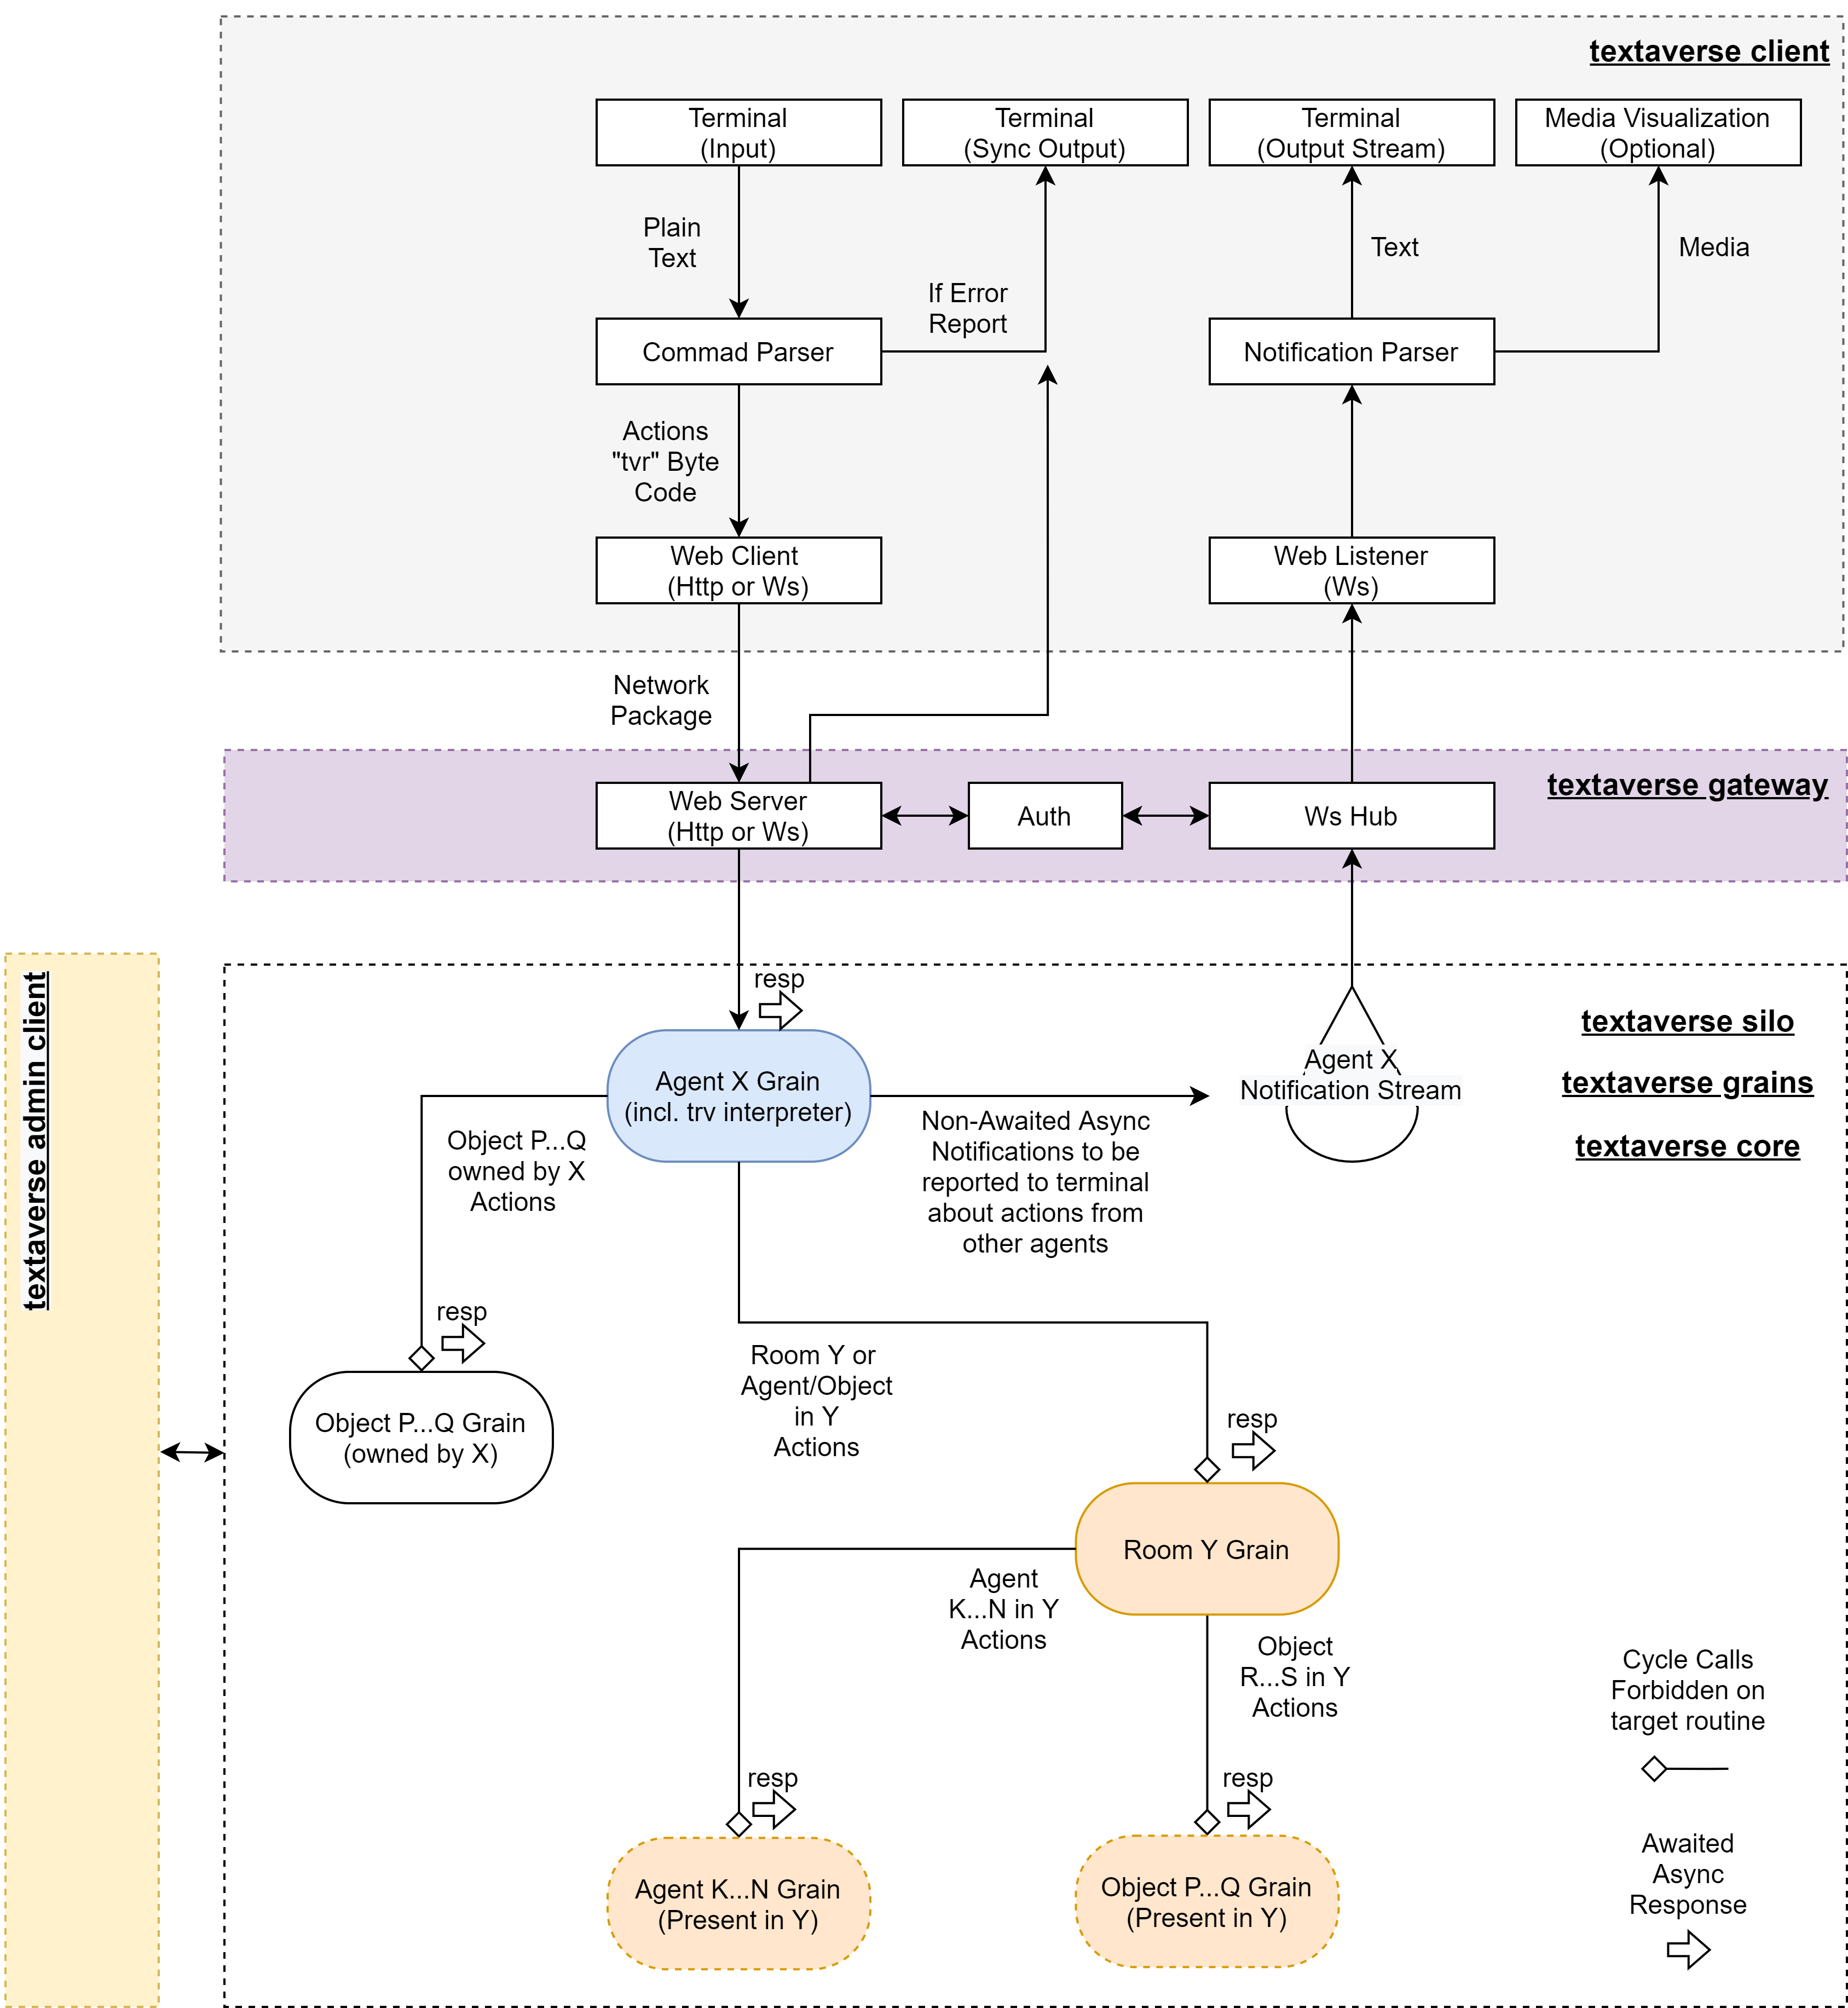 textaverse client
Terminal
(Input)
Terminal
(Sync Output)
Terminal
(Output Stream)
Media Visualization
(Optional)
Plain
Text
If Error
Report
Text
Media
Commad Parser
Notification Parser
Actions
"tvr" Byte
Code
Web Client
(Http or Ws)
Web Listener
(Ws)
Network
Package
textaverse gateway
Web Server
(Http or Ws)
Auth
Ws Hub
textaverse admin client
resp
textaverse silo
textaverse grains
textaverse core
Agent X Grain
(incl. trv interpreter)
Agent X
Notification Stream
Object P...Q
owned by X
Actions
Non-Awaited Async
Notifications to be
reported to terminal
about actions from
other agents
resp
Object P...Q Grain
(owned by X)
Room Y or
Agent/Object
in Y
Actions
resp
Room Y Grain
Agent
K...N in Y
Actions
Object
R...S in Y
Actions
Cycle Calls
Forbidden on
target routine
resp
resp
Agent K...N Grain
(Present in Y)
Object P...Q Grain
(Present in Y)
Awaited
Async
Response